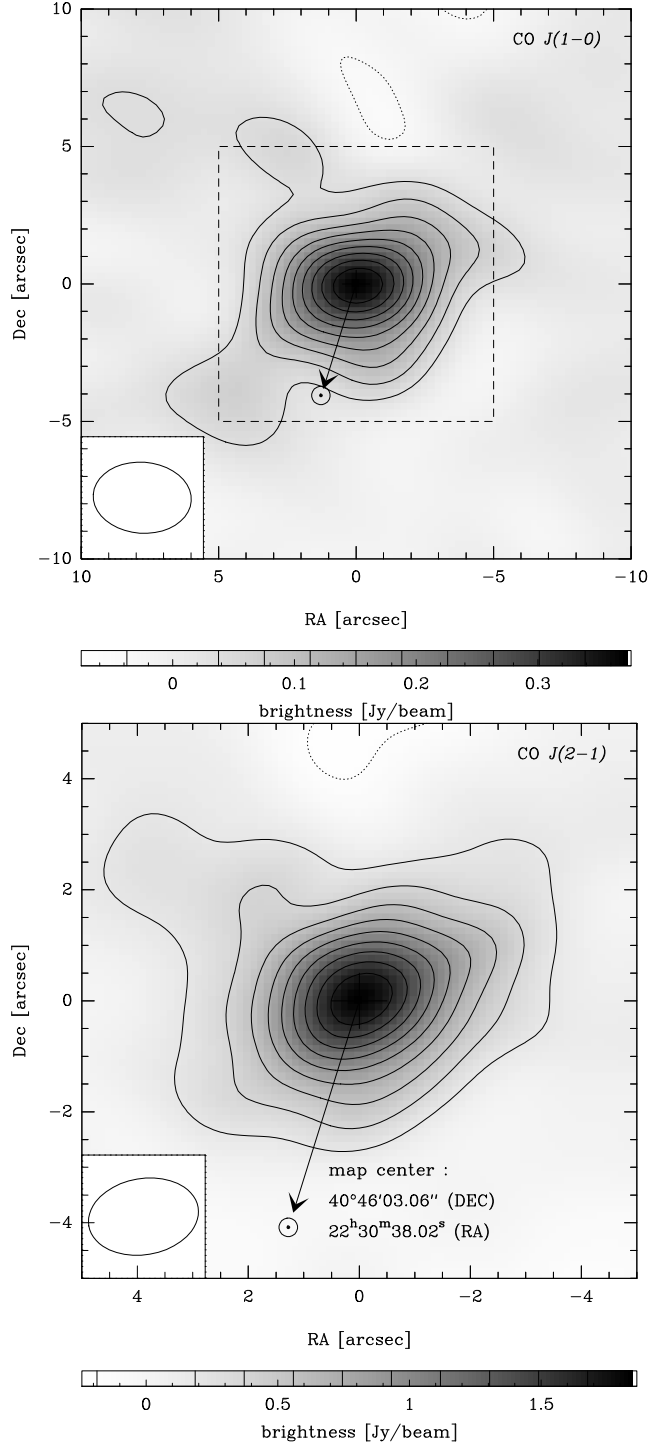 CO J(1−0)
10
5
0
−5
−10
Dec [arcsec]
10 5 0 −5 −10
RA [arcsec]
0 0.1 0.2 0.3
brightness [Jy/beam]
CO J(2−1)
4
2
0
−2
−4
Dec [arcsec]
map center :
40°46′03.06″ (DEC)
22ʰ30ᵐ38.02ˢ (RA)
4 2 0 −2 −4
RA [arcsec]
0 0.5 1 1.5
brightness [Jy/beam]